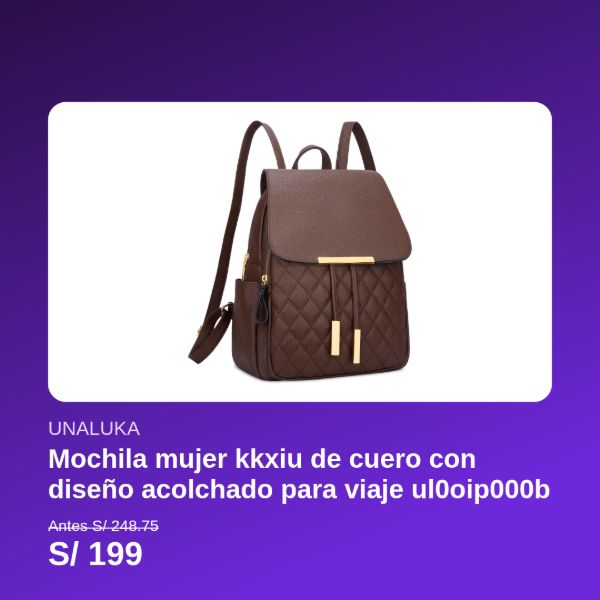 UNALUKA
Mochila mujer kkxiu de cuero con
diseño acolchado para viaje ul0oip000b
Antes S/ 248.75
S/ 199